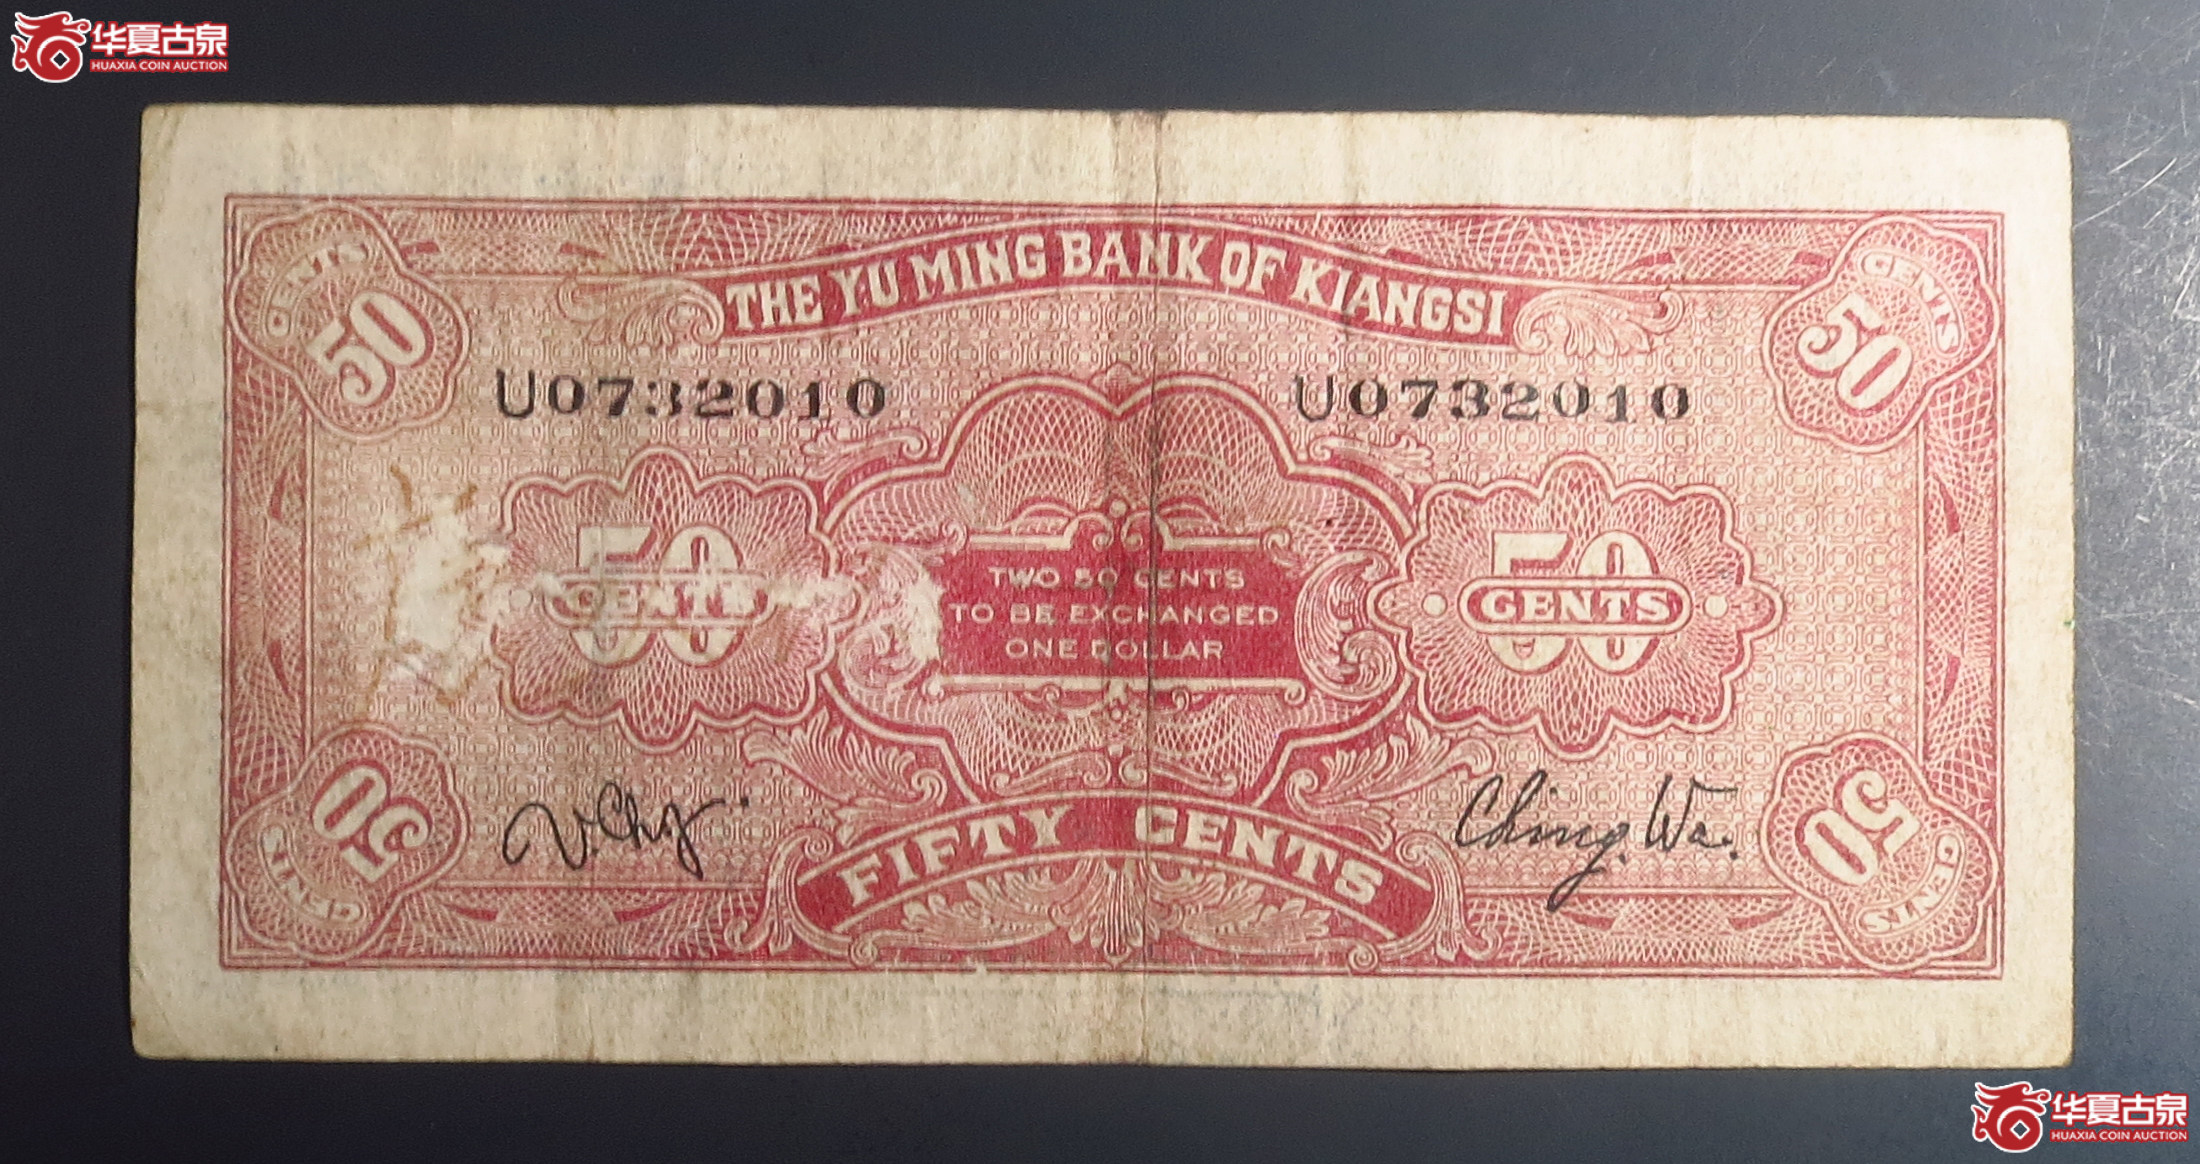 华夏古泉
HUAXIA COIN AUCTION
THE YU MING BANK OF KIANGSI
CENTS
50
CENTS
50
U0732010
U0732010
50
CENTS
TWO 50 CENTS
TO BE EXCHANGED
ONE DOLLAR
50
CENTS
Ching. Wa.
FIFTY CENTS
50
CENTS
50
CENTS
华夏古泉
HUAXIA COIN AUCTION